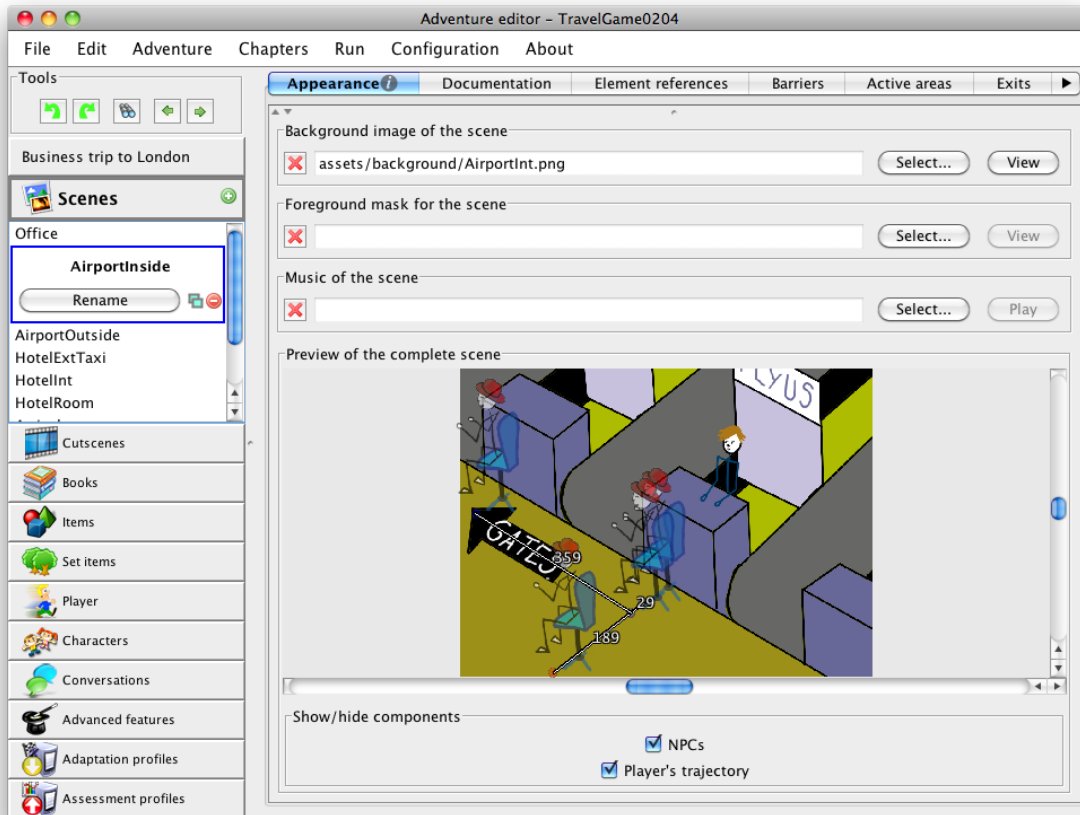 Adventure editor – TravelGame0204
File Edit Adventure Chapters Run Configuration About
Tools
Business trip to London
Scenes
Office
AirportInside
Rename
AirportOutside
HotelExtTaxi
HotelInt
HotelRoom
Cutscenes
Books
Items
Set items
Player
Characters
Conversations
Advanced features
Adaptation profiles
Assessment profiles
Appearance Documentation Element references Barriers Active areas Exits
Background image of the scene
assets/background/AirportInt.png Select... View
Foreground mask for the scene
Select... View
Music of the scene
Select... Play
Preview of the complete scene
FLYUS
GATES
359
29
189
Show/hide components
NPCs
Player's trajectory